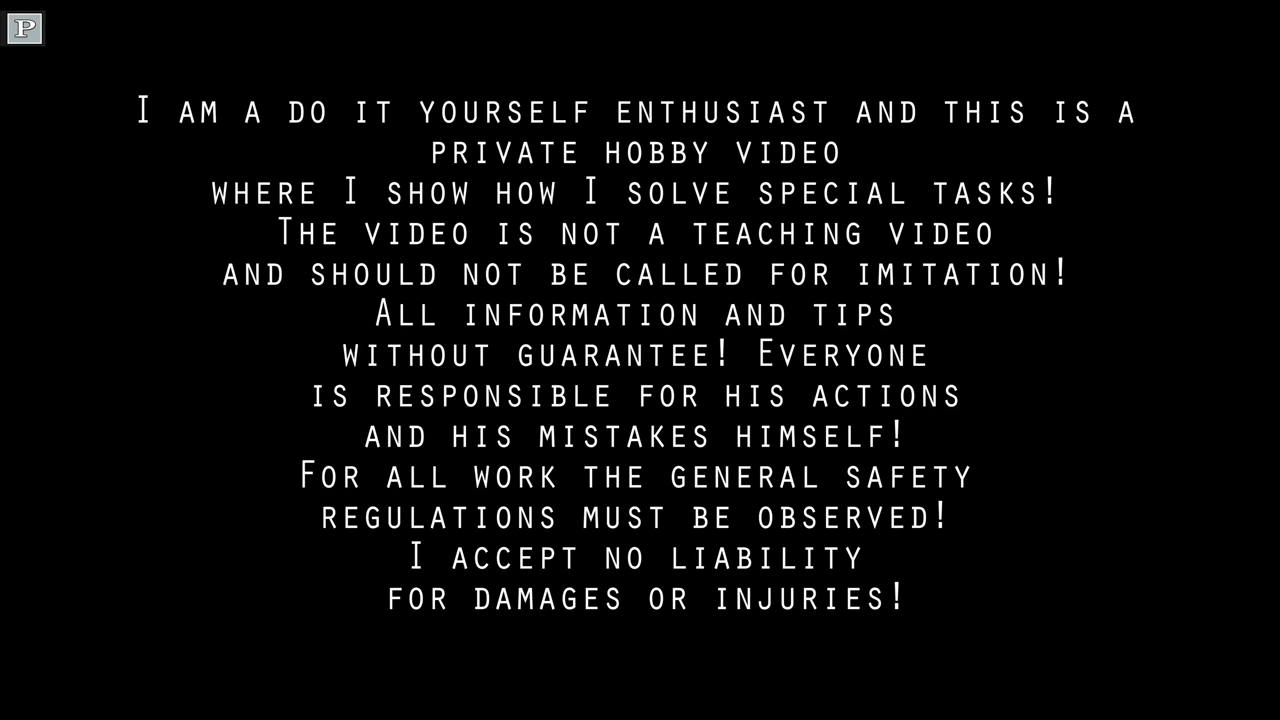 P
I AM A DO IT YOURSELF ENTHUSIAST AND THIS IS A
PRIVATE HOBBY VIDEO
WHERE I SHOW HOW I SOLVE SPECIAL TASKS!
THE VIDEO IS NOT A TEACHING VIDEO
AND SHOULD NOT BE CALLED FOR IMITATION!
ALL INFORMATION AND TIPS
WITHOUT GUARANTEE! EVERYONE
IS RESPONSIBLE FOR HIS ACTIONS
AND HIS MISTAKES HIMSELF!
FOR ALL WORK THE GENERAL SAFETY
REGULATIONS MUST BE OBSERVED!
I ACCEPT NO LIABILITY
FOR DAMAGES OR INJURIES!